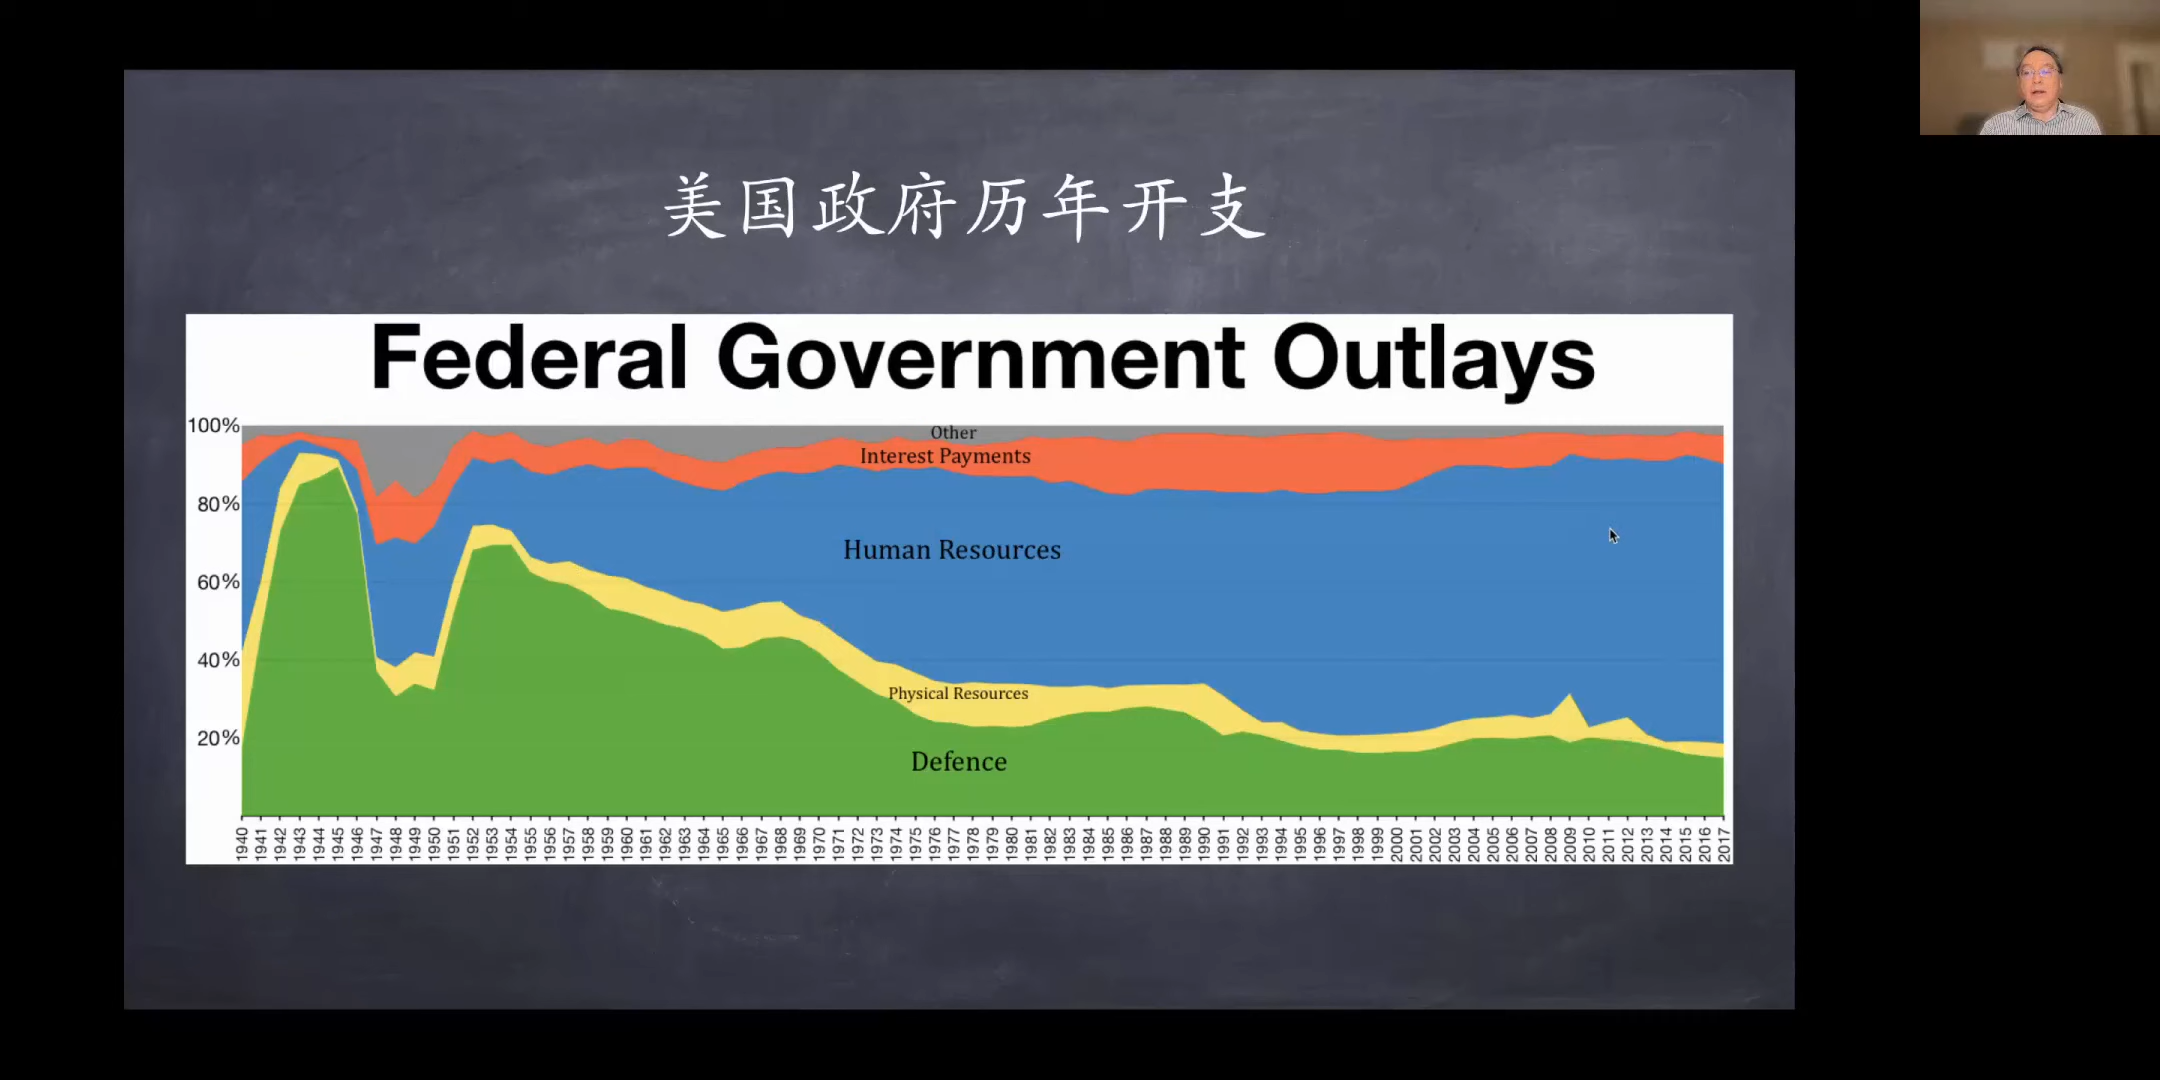 美国政府历年开支
Federal Government Outlays
100%
80%
60%
40%
20%
Other
Interest Payments
Human Resources
Physical Resources
Defence
1940 1941 1942 1943 1944 1945 1946 1947 1948 1949 1950 1951 1952 1953 1954 1955 1956 1957 1958 1959 1960 1961 1962 1963 1964 1965 1966 1967 1968 1969 1970 1971 1972 1973 1974 1975 1976 1977 1978 1979 1980 1981 1982 1983 1984 1985 1986 1987 1988 1989 1990 1991 1992 1993 1994 1995 1996 1997 1998 1999 2000 2001 2002 2003 2004 2005 2006 2007 2008 2009 2010 2011 2012 2013 2014 2015 2016 2017